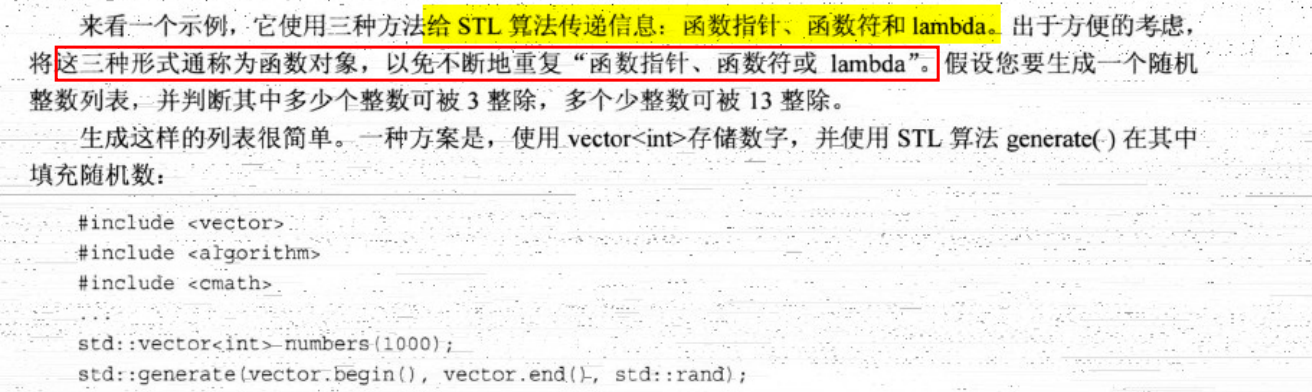 来看一个示例，它使用三种方法给 STL 算法传递信息：函数指针、函数符和 lambda。出于方便的考虑，
将这三种形式通称为函数对象，以免不断地重复“函数指针、函数符或 lambda”。假设您要生成一个随机
整数列表，并判断其中多少个整数可被 3 整除，多个少整数可被 13 整除。
生成这样的列表很简单。一种方案是，使用 vector<int>存储数字，并使用 STL 算法 generate( ) 在其中
填充随机数：
#include <vector>
#include <algorithm>
#include <cmath>
...
std::vector<int> numbers(1000);
std::generate(vector.begin(), vector.end(), std::rand);